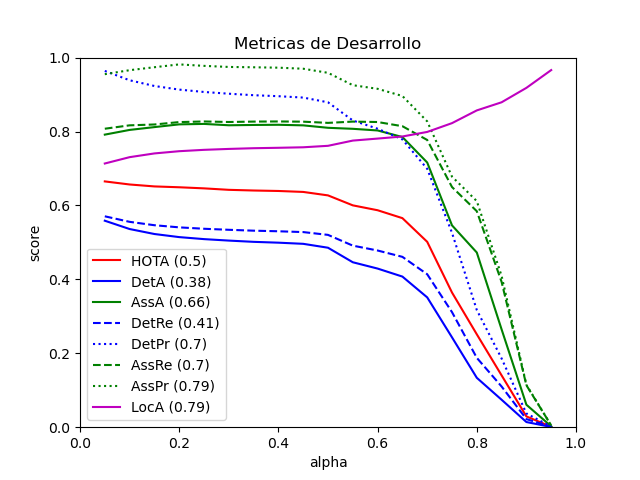 Metricas de Desarrollo
score
1.0
0.8
0.6
0.4
0.2
0.0
HOTA (0.5)
DetA (0.38)
AssA (0.66)
DetRe (0.41)
DetPr (0.7)
AssRe (0.7)
AssPr (0.79)
LocA (0.79)
0.0 0.2 0.4 0.6 0.8 1.0
alpha